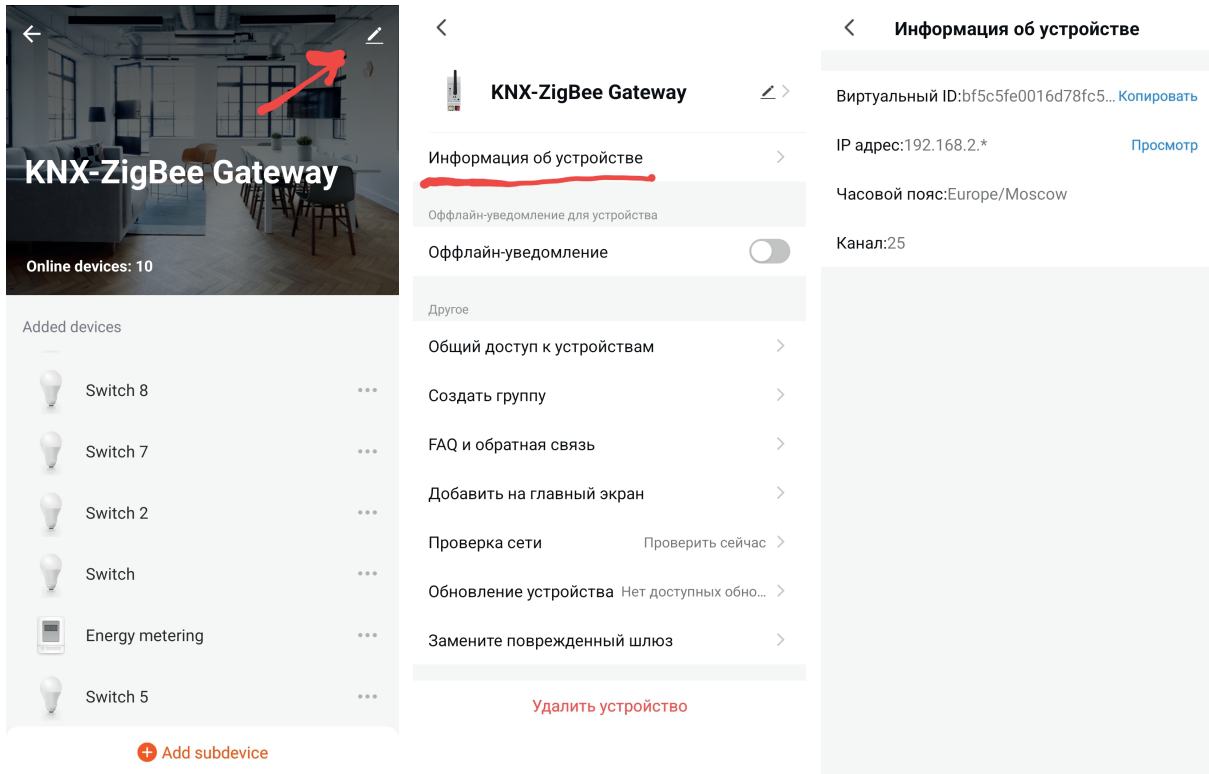 KNX-ZigBee Gateway
Online devices: 10
Added devices
Switch 8
Switch 7
Switch 2
Switch
Energy metering
Switch 5
Add subdevice
KNX-ZigBee Gateway
Информация об устройстве
Оффлайн-уведомление для устройства
Оффлайн-уведомление
Другое
Общий доступ к устройствам
Создать группу
FAQ и обратная связь
Добавить на главный экран
Проверка сети Проверить сейчас
Обновление устройства Нет доступных обно...
Замените поврежденный шлюз
Удалить устройство
Информация об устройстве
Виртуальный ID:bf5c5fe0016d78fc5... Копировать
IP адрес:192.168.2.* Просмотр
Часовой пояс:Europe/Moscow
Канал:25